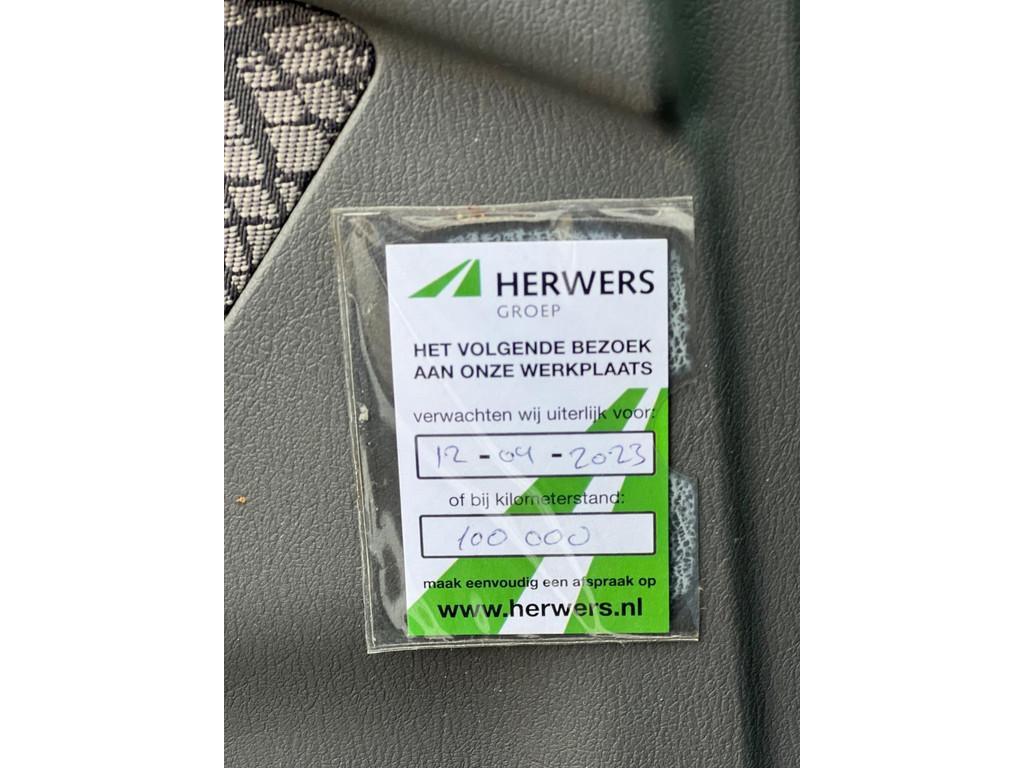 HERWERS
GROEP
HET VOLGENDE BEZOEK
AAN ONZE WERKPLAATS
verwachten wij uiterlijk voor:
12-04-2023
of bij kilometerstand:
100 000
maak eenvoudig een afspraak op
www.herwers.nl